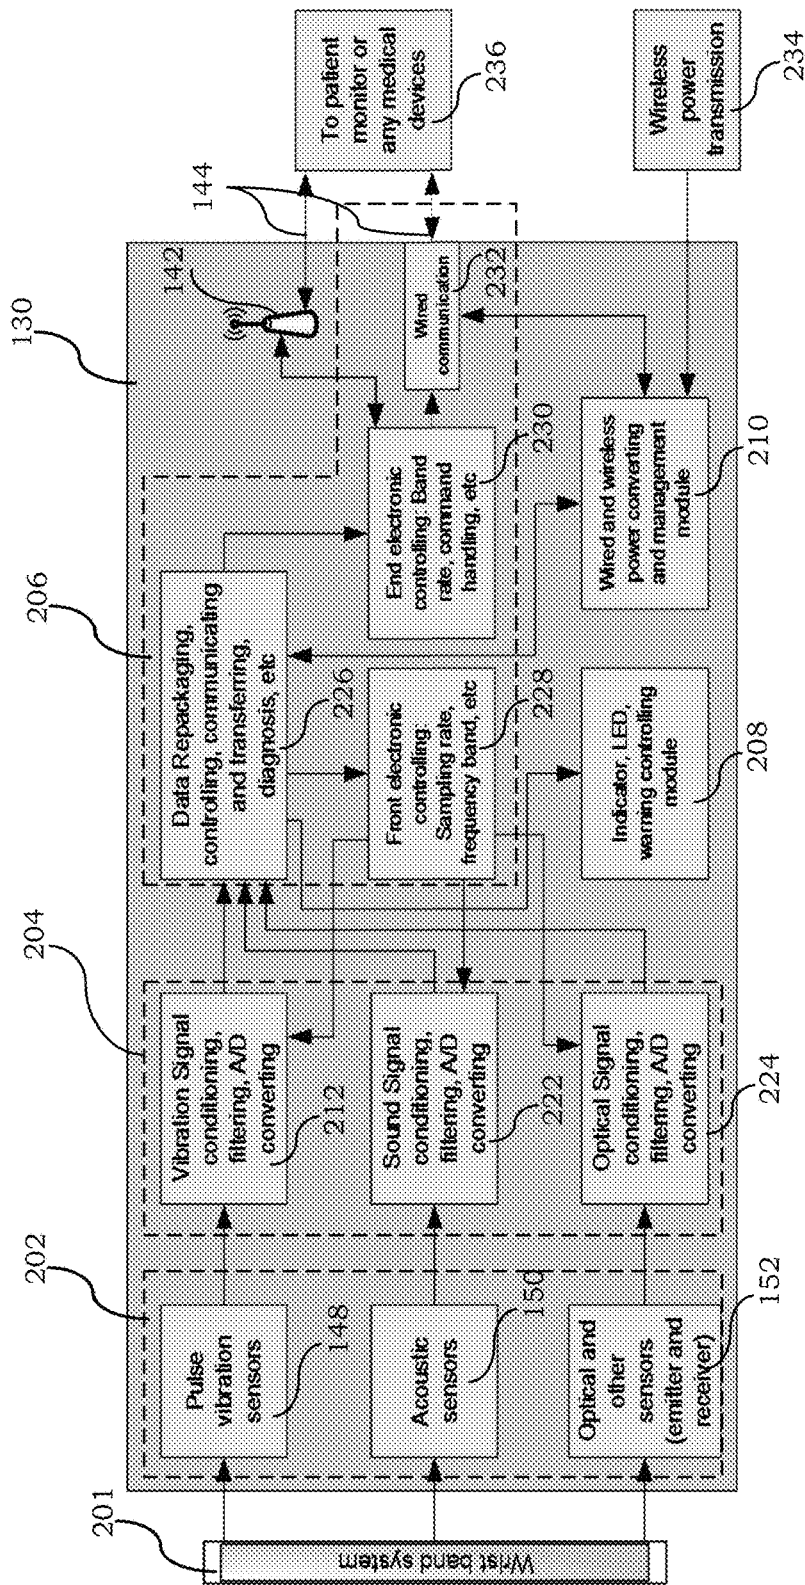 130
201
202
204
206
142
144
Wrist band system
Pulse
vibration
sensors
148
Acoustic
sensors
150
Optical and
other
sensors
(emitter and
receiver)
152
Vibration Signal
conditioning,
filtering, A/D
converting
212
Sound Signal
conditioning,
filtering, A/D
converting
222
Optical Signal
conditioning,
filtering, A/D
converting
224
Data Repackaging,
controlling, communicating
and transferring,
diagnosis, etc
226
Front electronic
controlling:
Sampling rate,
frequency band, etc
228
End electronic
controlling: Band
rate, command
handling, etc
230
Wired
communication
232
Indicator, LED,
warning controlling
module
208
Wired and wireless
power converting
and management
module
210
To patient
monitor or
any medical
devices
236
Wireless
power
transmission
234